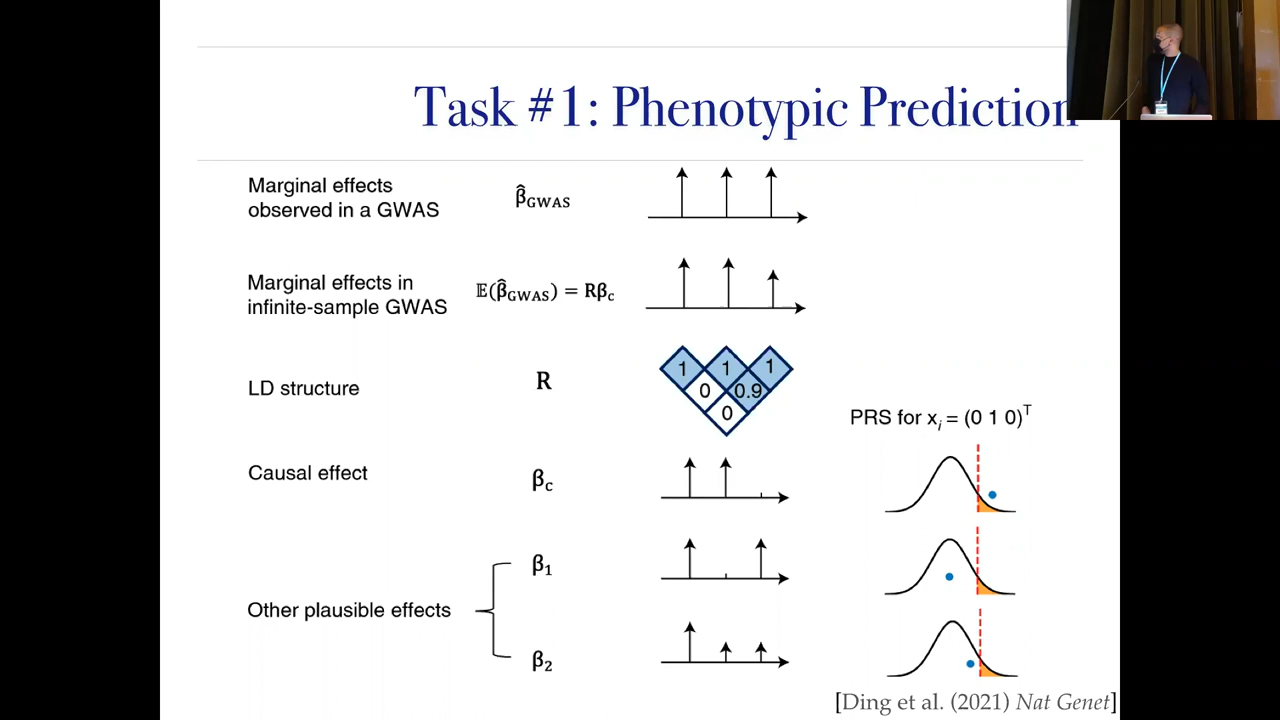 Task #1: Phenotypic Prediction
Marginal effects
observed in a GWAS
β̂GWAS
Marginal effects in
infinite-sample GWAS
𝔼(β̂GWAS) = Rβc
LD structure
R
1 1 1
0 0.9
0
PRS for xi = (0 1 0)T
Causal effect
βc
β1
Other plausible effects
β2
[Ding et al. (2021) Nat Genet]